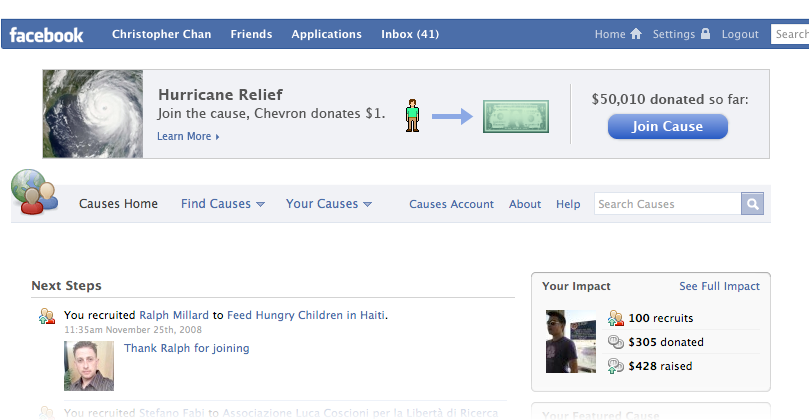 facebook Christopher Chan Friends Applications Inbox (41) Home Settings Logout Search
Hurricane Relief
Join the cause, Chevron donates $1.
Learn More
$50,010 donated so far:
Join Cause
Causes Home Find Causes Your Causes Causes Account About Help Search Causes
Next Steps
You recruited Ralph Millard to Feed Hungry Children in Haiti.
11:35am November 25th, 2008
Thank Ralph for joining
You recruited Stefano Fabi to Associazione Luca Coscioni per la Libertà di Ricerca
Your Impact See Full Impact
100 recruits
$305 donated
$428 raised
Your Featured Cause